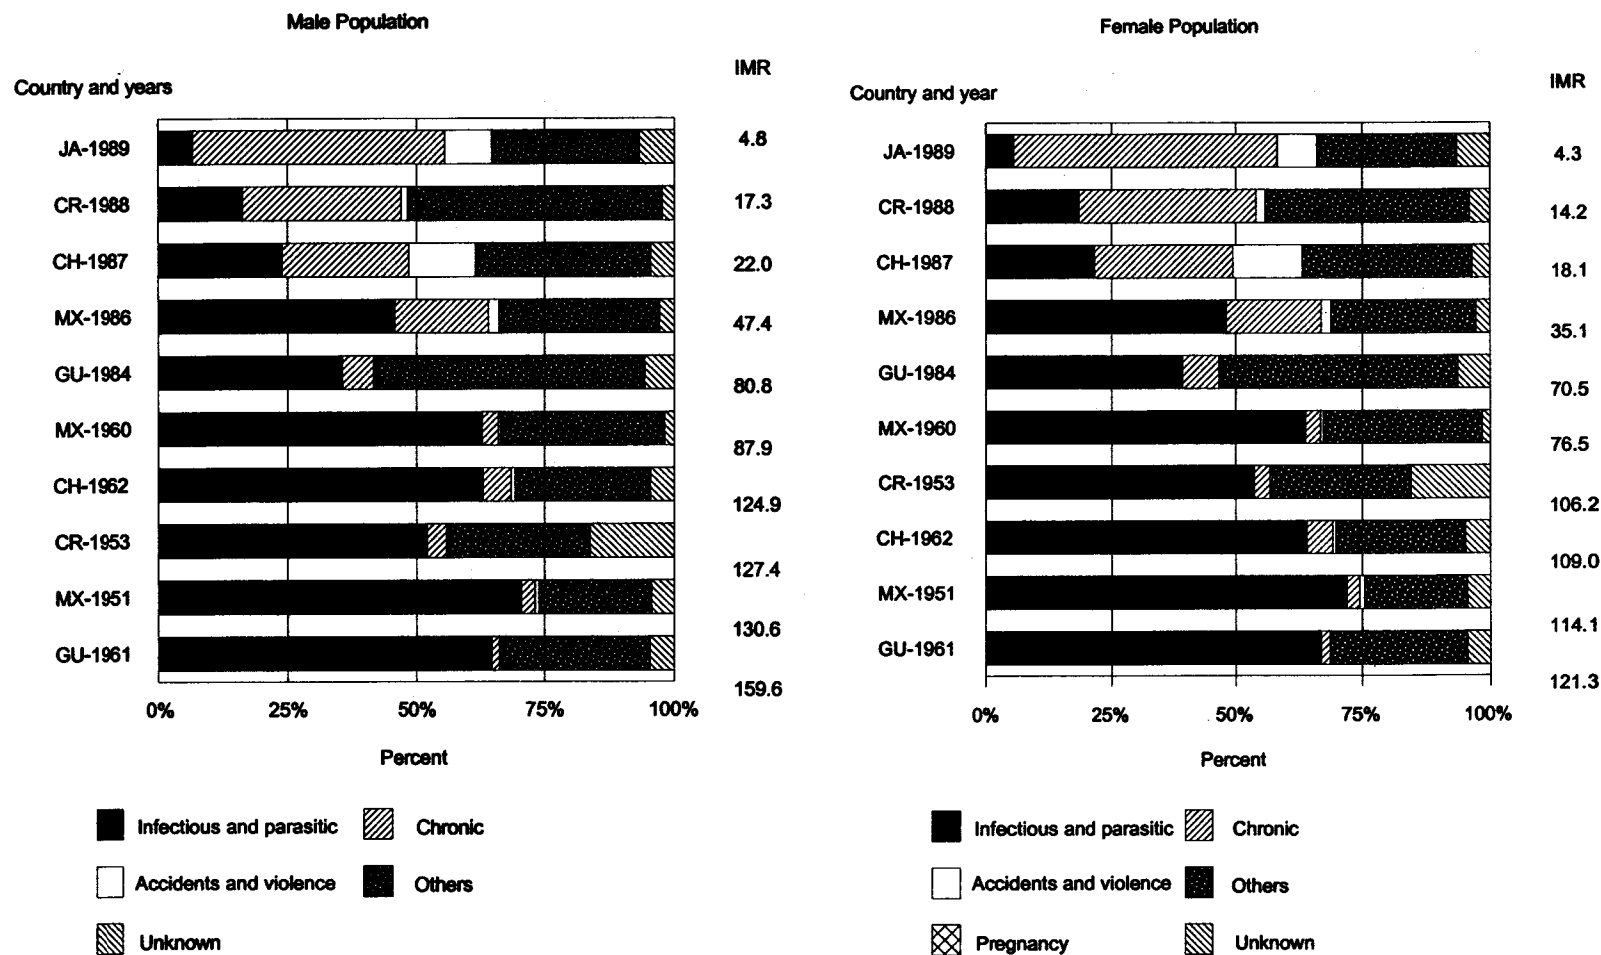 Male Population
IMR
Country and years
JA-1989 4.8
CR-1988 17.3
CH-1987 22.0
MX-1986 47.4
GU-1984 80.8
MX-1960 87.9
CH-1962 124.9
CR-1953 127.4
MX-1951 130.6
GU-1961 159.6
0% 25% 50% 75% 100%
Percent
Infectious and parasitic Chronic
Accidents and violence Others
Unknown
Female Population
IMR
Country and year
JA-1989 4.3
CR-1988 14.2
CH-1987 18.1
MX-1986 35.1
GU-1984 70.5
MX-1960 76.5
CR-1953 106.2
CH-1962 109.0
MX-1951 114.1
GU-1961 121.3
0% 25% 50% 75% 100%
Percent
Infectious and parasitic Chronic
Accidents and violence Others
Pregnancy Unknown